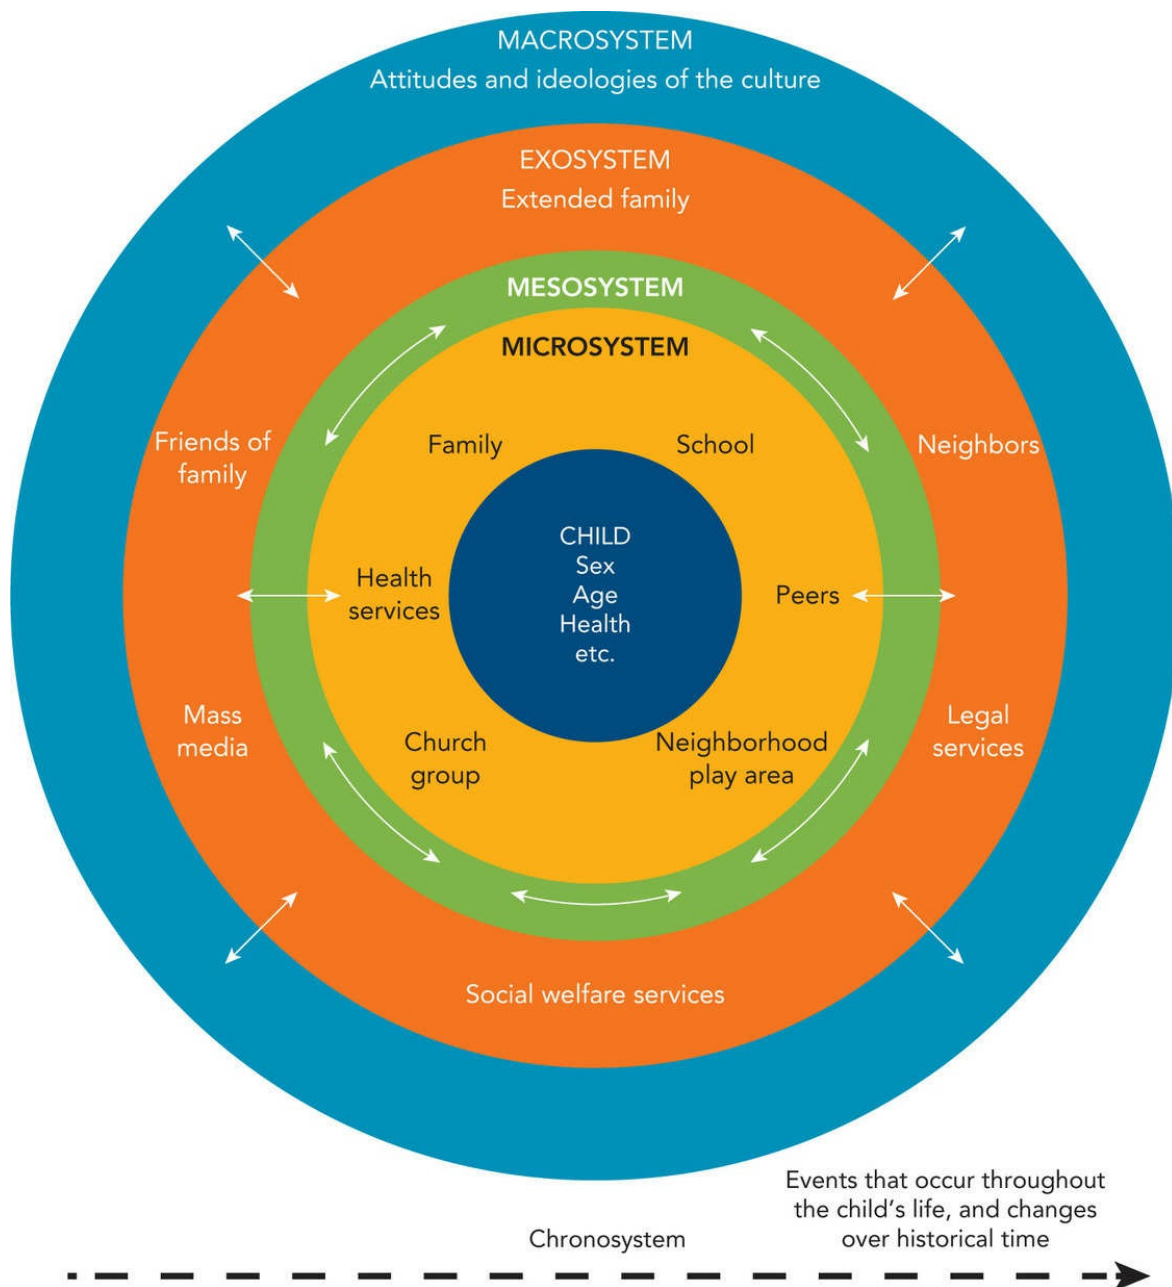 MACROSYSTEM
Attitudes and ideologies of the culture
EXOSYSTEM
Extended family
MESOSYSTEM
MICROSYSTEM
Friends of
family
Family
School
Neighbors
Health
services
CHILD
Sex
Age
Health
etc.
Peers
Mass
media
Church
group
Neighborhood
play area
Legal
services
Social welfare services
Events that occur throughout
the child's life, and changes
over historical time
Chronosystem